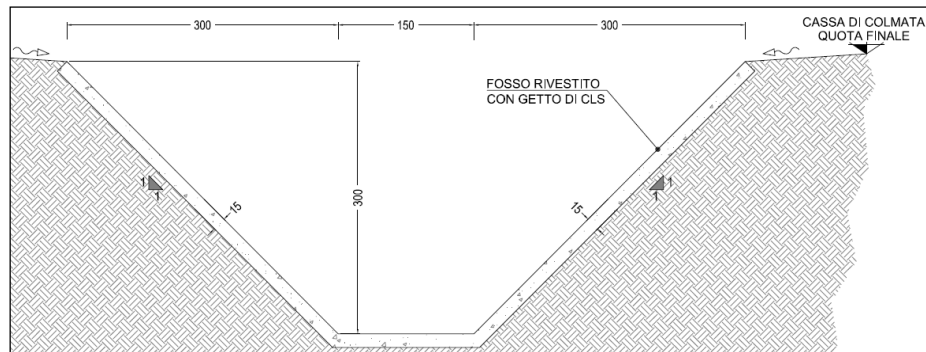 300
150
300
CASSA DI COLMATA
QUOTA FINALE
FOSSO RIVESTITO
CON GETTO DI CLS
300
1
1
1
1
15
15